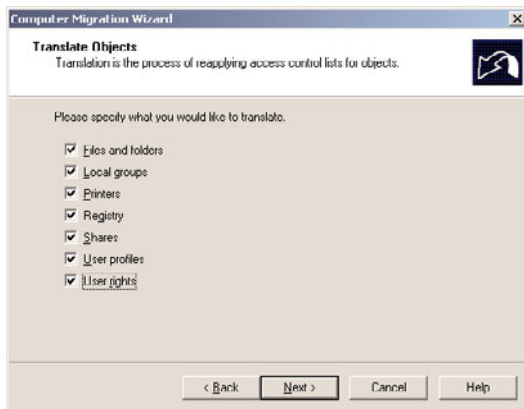 Computer Migration Wizard
Translate Objects
Translation is the process of reapplying access control lists for objects.
Please specify what you would like to translate.
Files and folders
Local groups
Printers
Registry
Shares
User profiles
User rights
< Back
Next >
Cancel
Help